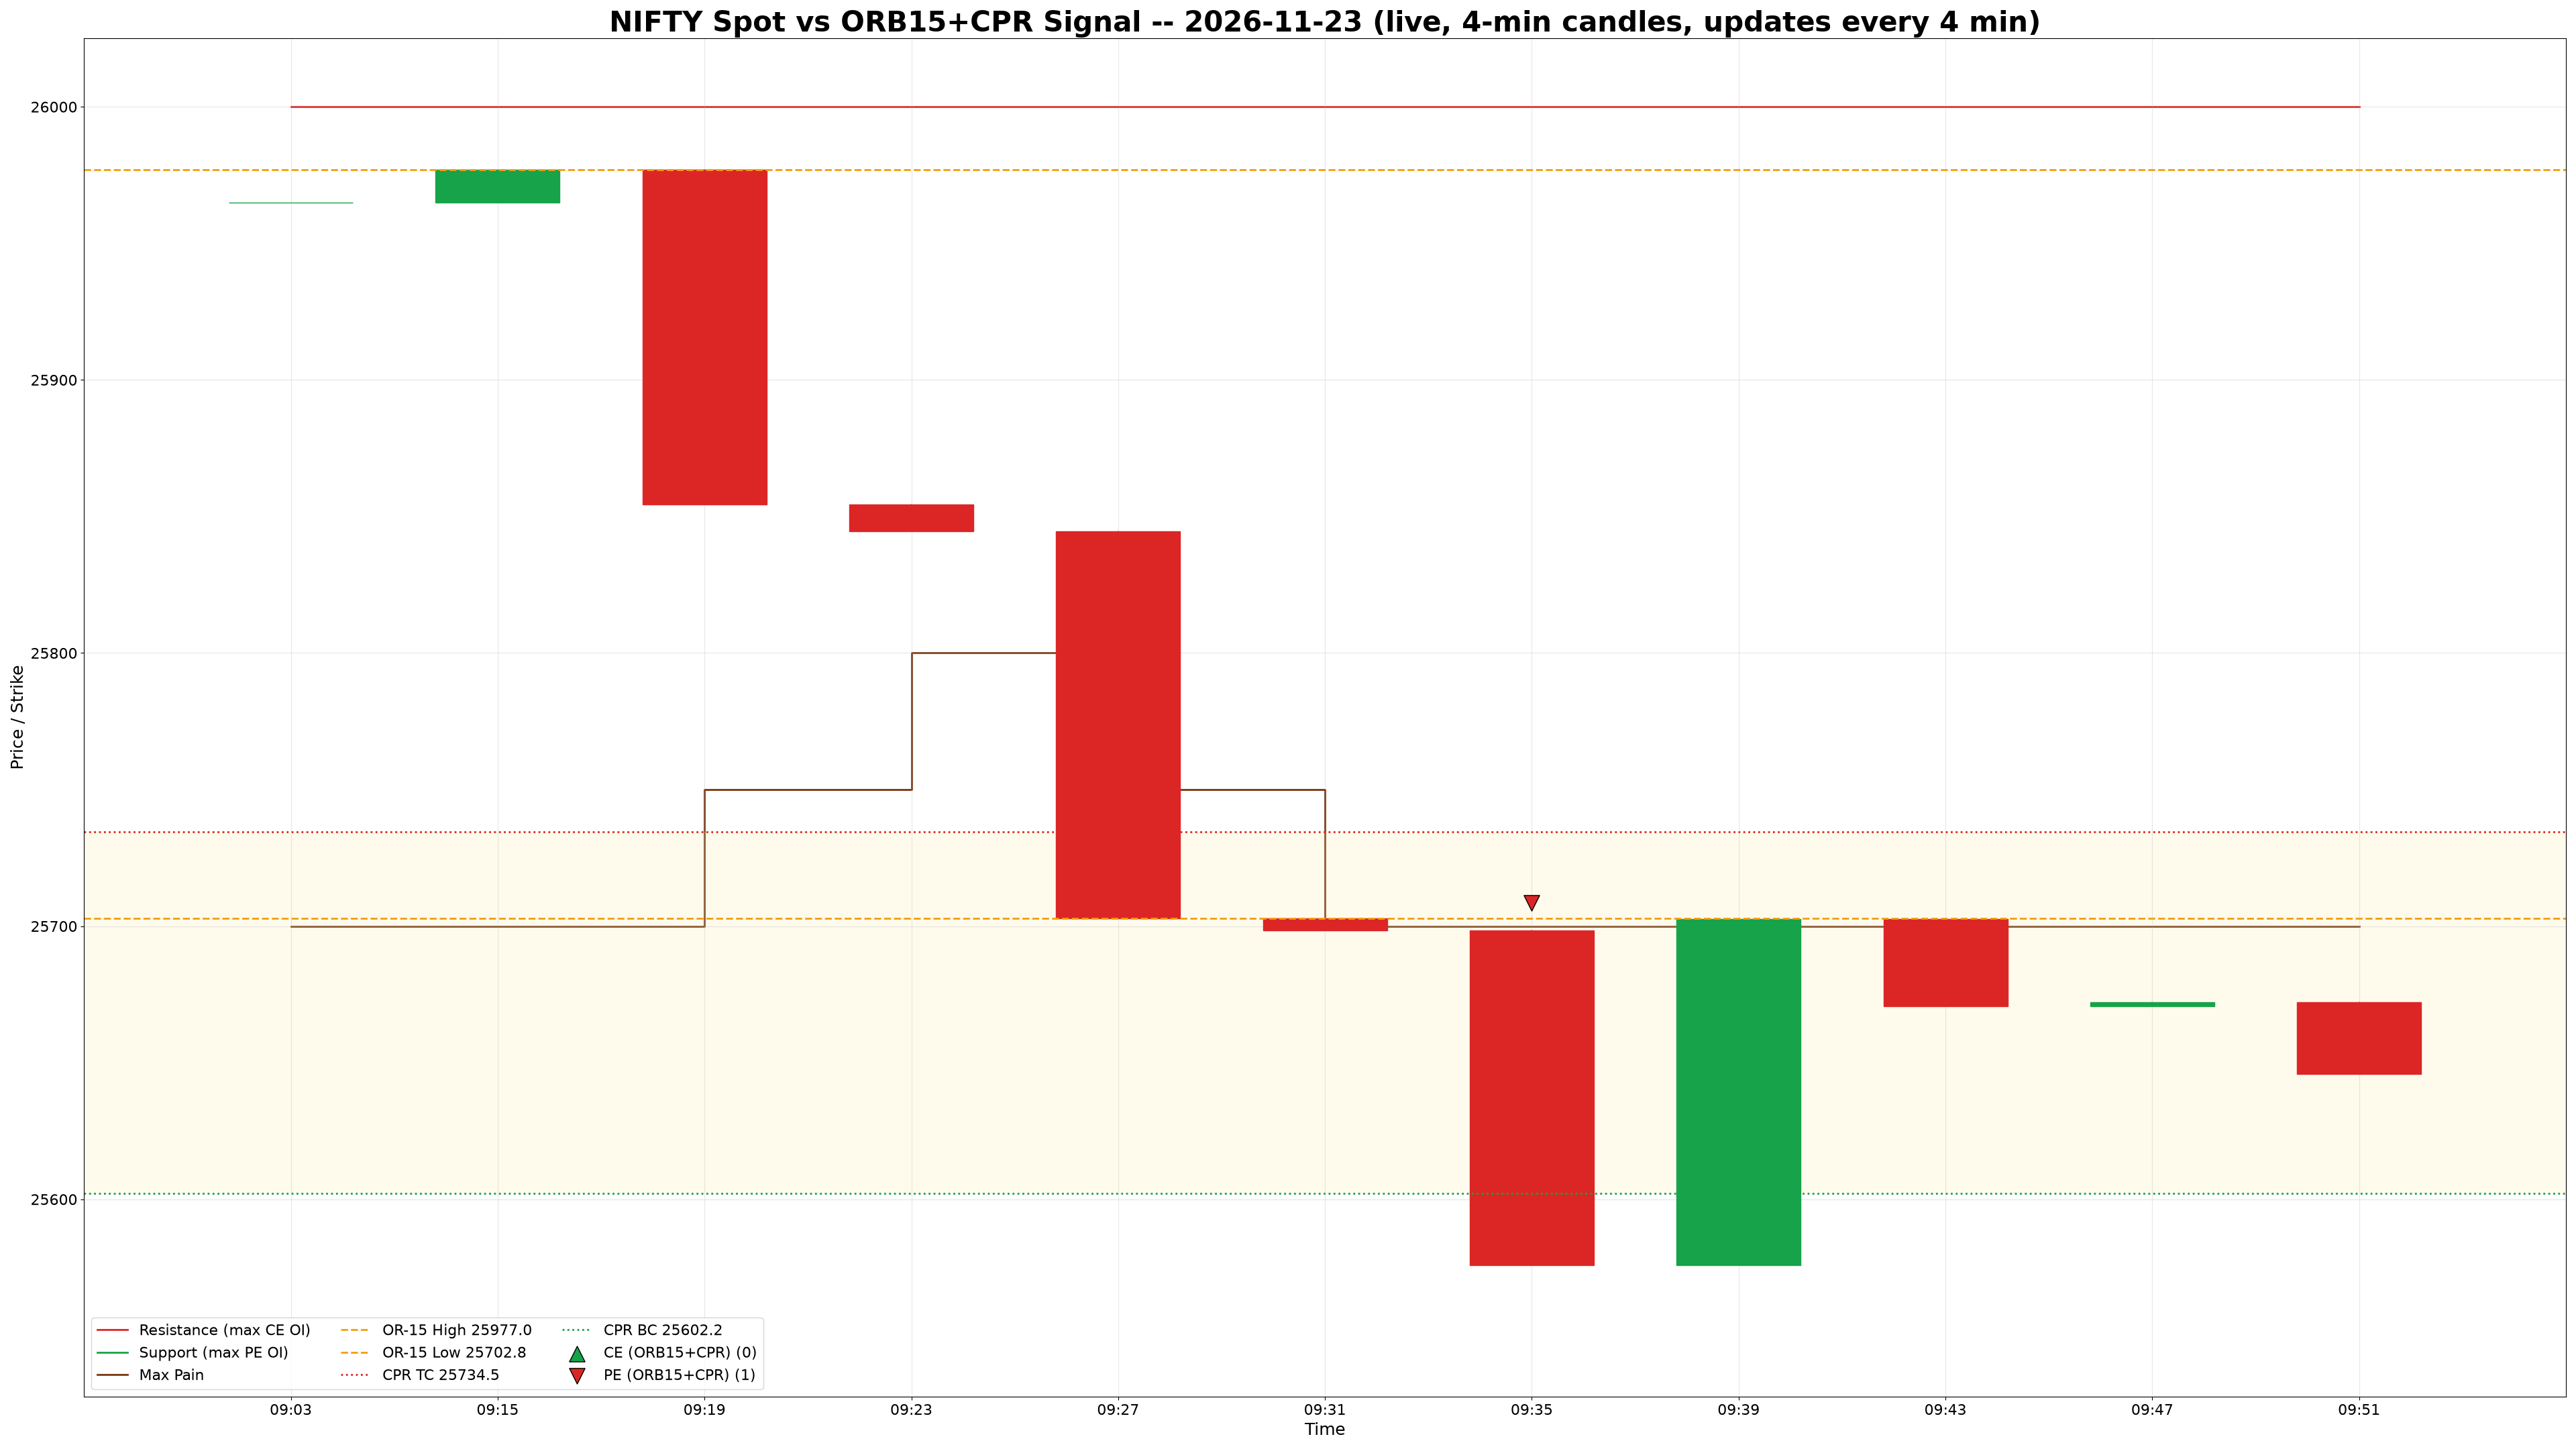 NIFTY Spot vs ORB15+CPR Signal -- 2026-11-23 (live, 4-min candles, updates every 4 min)
Price / Strike
26000
25900
25800
25700
25600
Resistance (max CE OI)
Support (max PE OI)
Max Pain
OR-15 High 25977.0
OR-15 Low 25702.8
CPR TC 25734.5
CPR BC 25602.2
CE (ORB15+CPR) (0)
PE (ORB15+CPR) (1)
09:03 09:15 09:19 09:23 09:27 09:31 09:35 09:39 09:43 09:47 09:51
Time